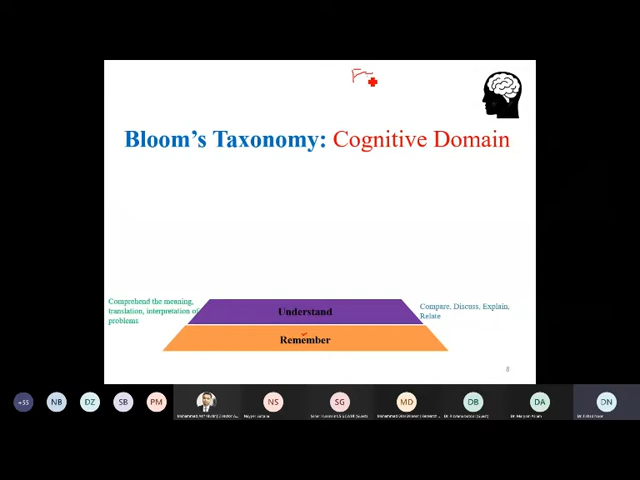 Bloom's Taxonomy: Cognitive Domain
Comprehend the meaning,
translation, interpretation of
problems
Understand
Compare, Discuss, Explain,
Relate
Remember
8
+55
NB
DZ
SB
PM
NS
SG
MD
DB
DA
DN